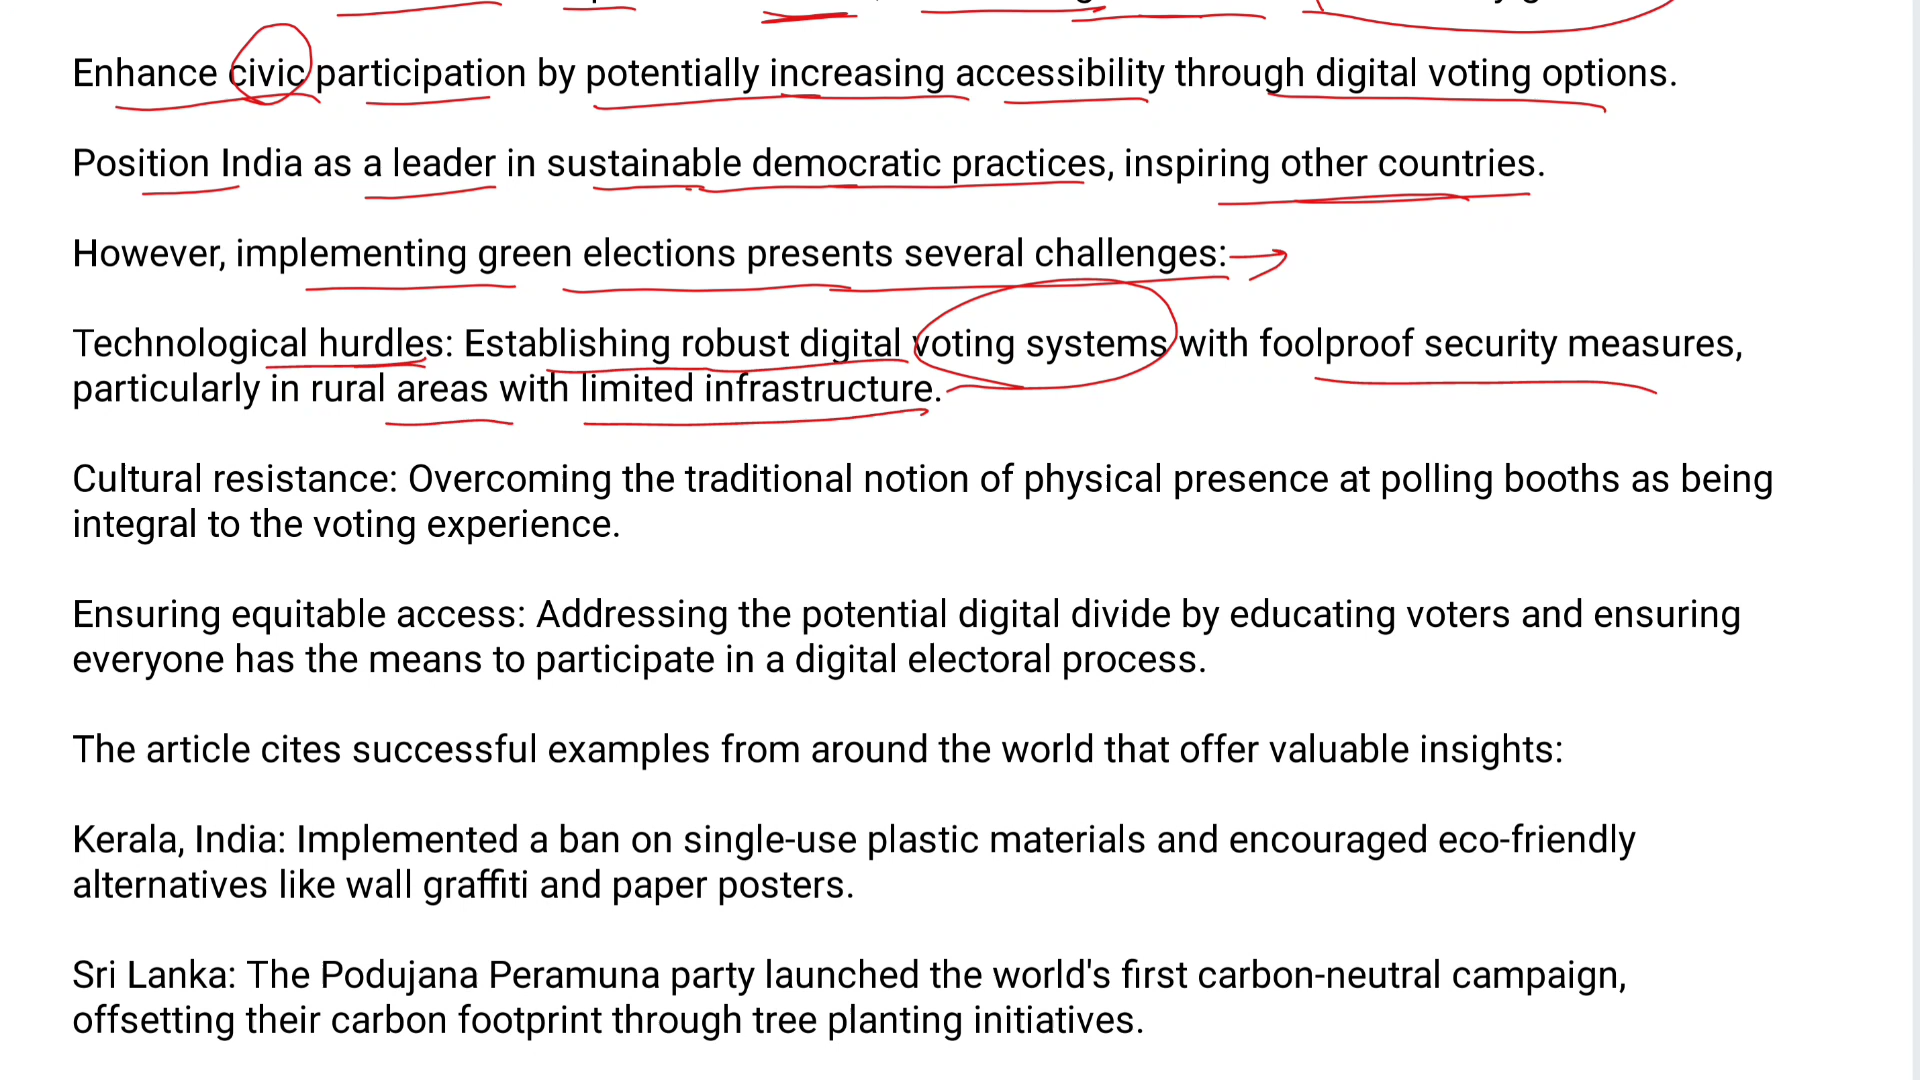 Enhance civic participation by potentially increasing accessibility through digital voting options.
Position India as a leader in sustainable democratic practices, inspiring other countries.
However, implementing green elections presents several challenges:
Technological hurdles: Establishing robust digital voting systems with foolproof security measures,
particularly in rural areas with limited infrastructure.
Cultural resistance: Overcoming the traditional notion of physical presence at polling booths as being
integral to the voting experience.
Ensuring equitable access: Addressing the potential digital divide by educating voters and ensuring
everyone has the means to participate in a digital electoral process.
The article cites successful examples from around the world that offer valuable insights:
Kerala, India: Implemented a ban on single-use plastic materials and encouraged eco-friendly
alternatives like wall graffiti and paper posters.
Sri Lanka: The Podujana Peramuna party launched the world's first carbon-neutral campaign,
offsetting their carbon footprint through tree planting initiatives.